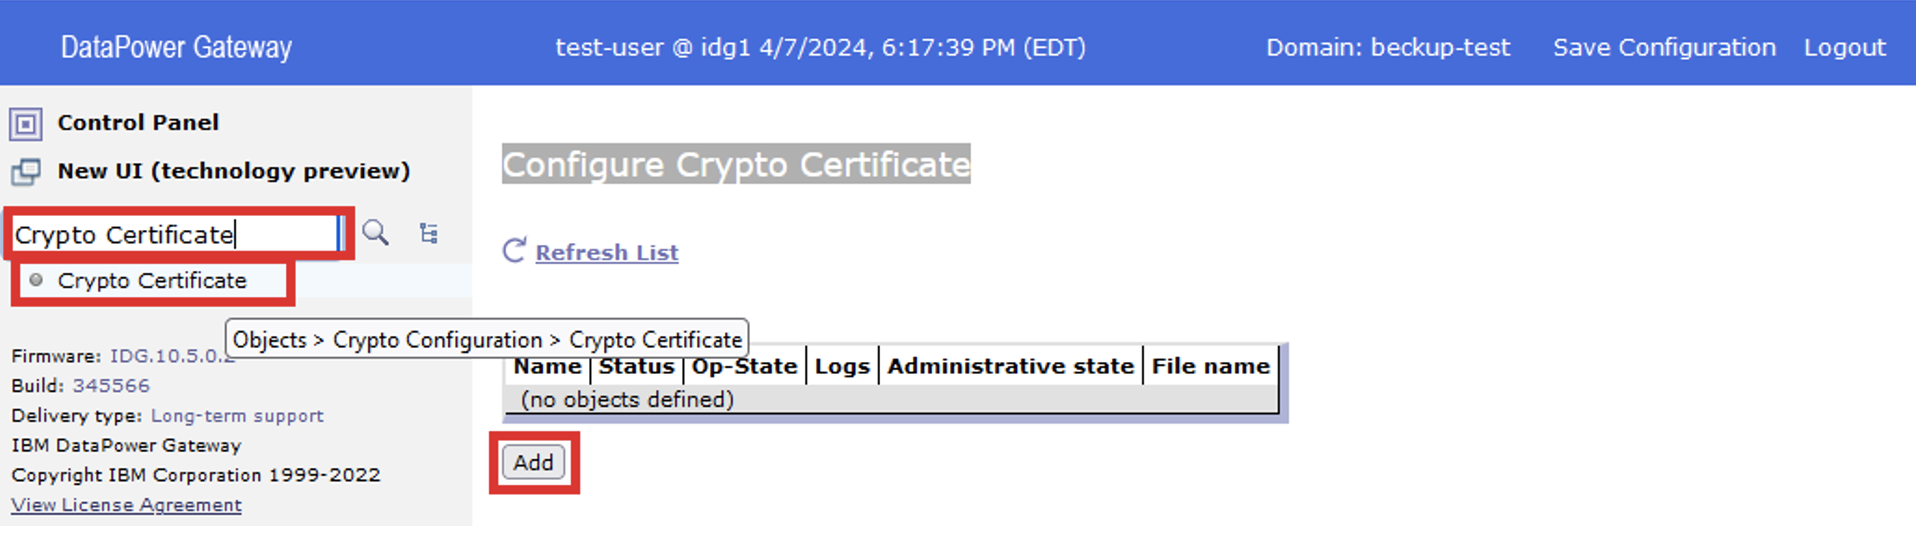 DataPower Gateway
test-user @ idg1 4/7/2024, 6:17:39 PM (EDT)
Domain: beckup-test
Save Configuration
Logout
Control Panel
New UI (technology preview)
Crypto Certificate
Crypto Certificate
Objects > Crypto Configuration > Crypto Certificate
Firmware: IDG.10.5.0.2
Build: 345566
Delivery type: Long-term support
IBM DataPower Gateway
Copyright IBM Corporation 1999-2022
View License Agreement
Configure Crypto Certificate
Refresh List
Name Status Op-State Logs Administrative state File name
(no objects defined)
Add